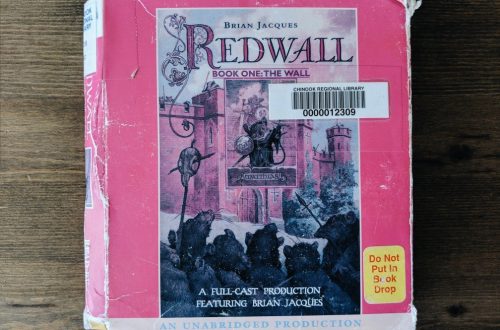 BRIAN JACQUES
REDWALL
BOOK ONE: THE WALL
CHINOOK REGIONAL LIBRARY
0000012309
Do Not
Put In
Book
Drop
A FULL-CAST PRODUCTION
FEATURING BRIAN JACQUES
AN UNABRIDGED PRODUCTION